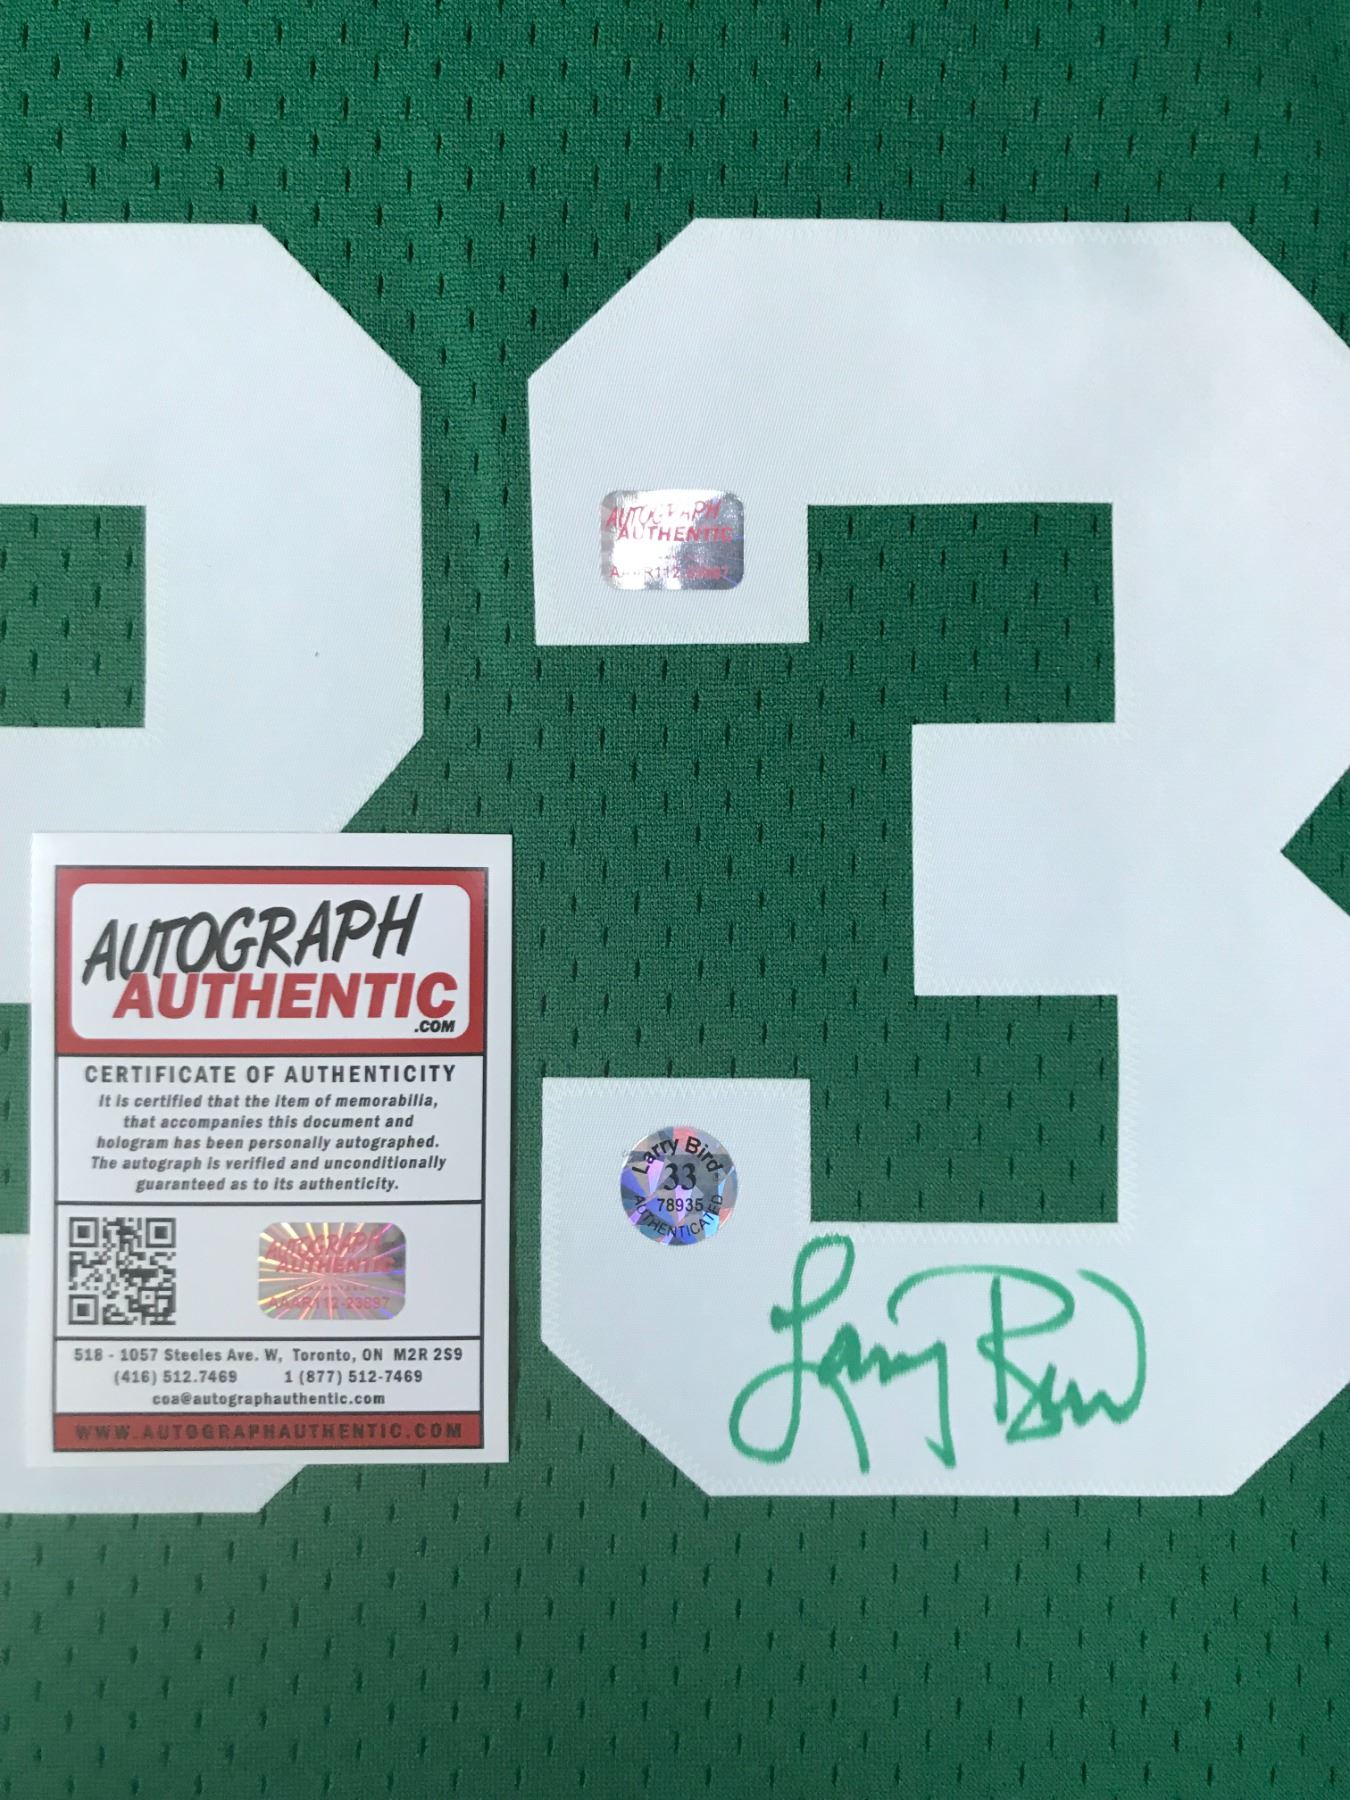 33
AUTOGRAPH
AUTHENTIC
Larry Bird
33
78935
AUTHENTICATED
Larry Bird
AUTOGRAPH
AUTHENTIC
.COM
CERTIFICATE OF AUTHENTICITY
It is certified that the item of memorabilia,
that accompanies this document and
hologram has been personally autographed.
The autograph is verified and unconditionally
guaranteed as to its authenticity.
AUTOGRAPH
AUTHENTIC
AAAR112-23897
518 - 1057 Steeles Ave. W, Toronto, ON M2R 2S9
(416) 512.7469 1 (877) 512-7469
coa@autographauthentic.com
WWW.AUTOGRAPHAUTHENTIC.COM